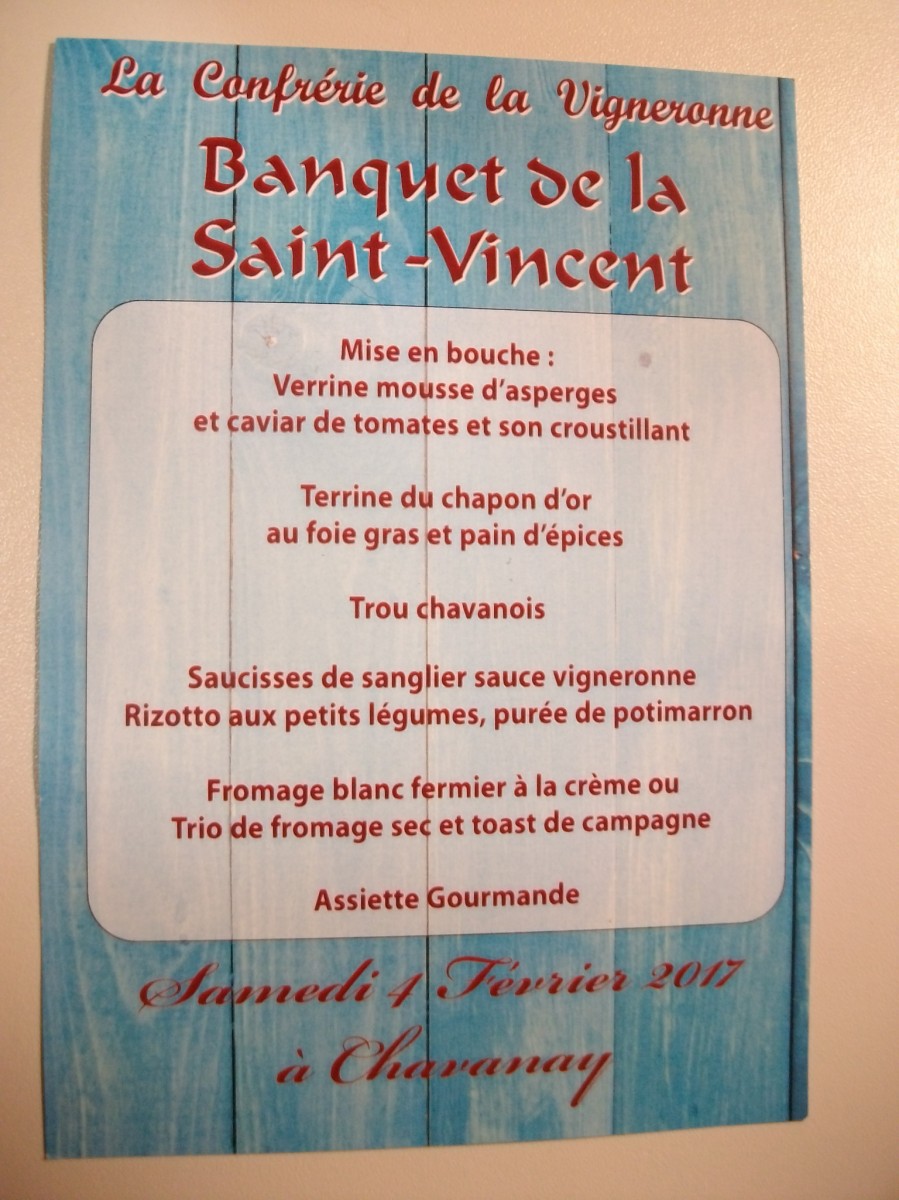 La Confrérie de la Vigneronne
Banquet de la
Saint-Vincent
Mise en bouche :
Verrine mousse d'asperges
et caviar de tomates et son croustillant
Terrine du chapon d'or
au foie gras et pain d'épices
Trou chavanois
Saucisses de sanglier sauce vigneronne
Rizotto aux petits légumes, purée de potimarron
Fromage blanc fermier à la crème ou
Trio de fromage sec et toast de campagne
Assiette Gourmande
Samedi 4 Février 2017
à Chavanay